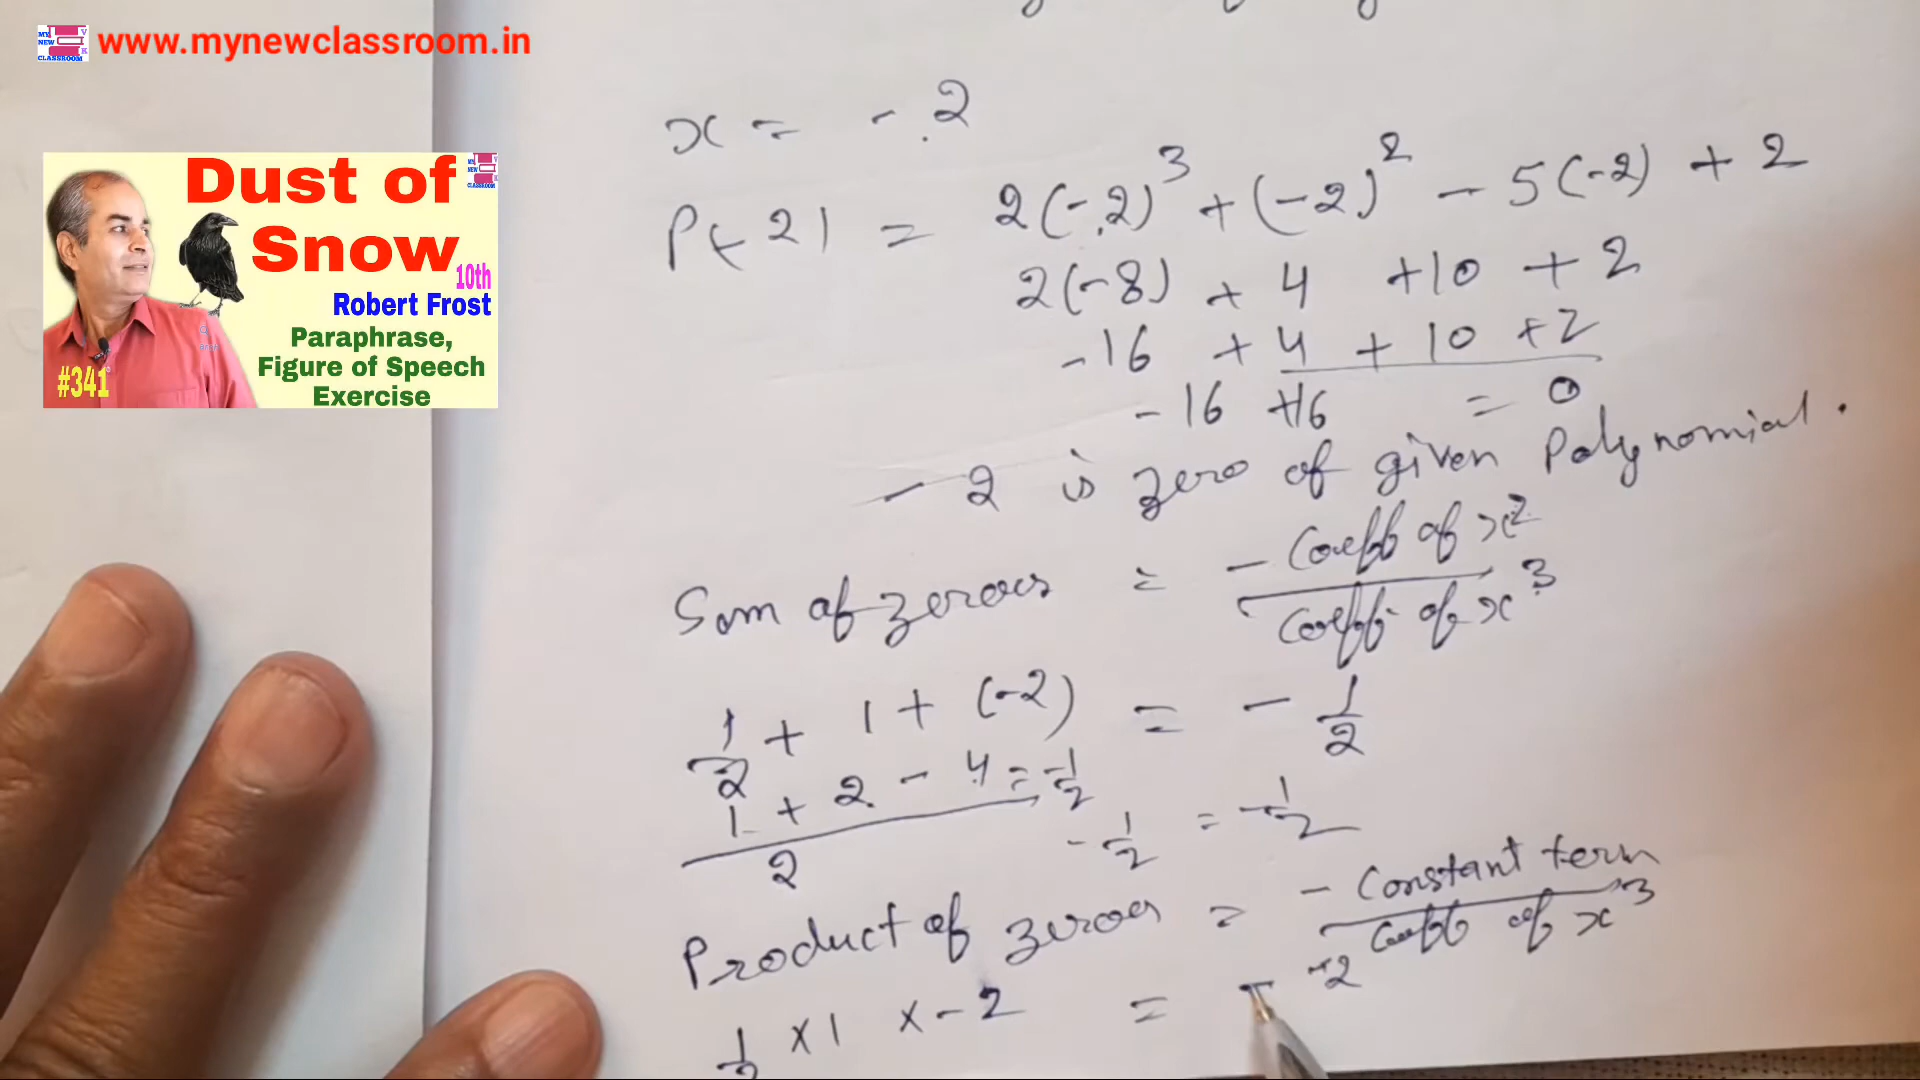 MY NEW CLASSROOM VK
www.mynewclassroom.in
Dust of
Snow
10th
Robert Frost
Paraphrase,
Figure of Speech
Exercise
#341
x = - 2
P(-2) = 2(-2)³ + (-2)² - 5(-2) + 2
2(-8) + 4 +10 + 2
-16 + 4 + 10 +2
-16 +16 = 0
- 2 is zero of given Polynomial.
Sum of zeroes = - Coeff of x² / Coeff. of x³
1/2 + 1 + (-2) = - 1/2
1 + 2 - 4 / 2 = -1/2
-1/2 = -1/2
Product of zeroes = - Constant term / Coeff of x³
1/2 x 1 x -2 = +2